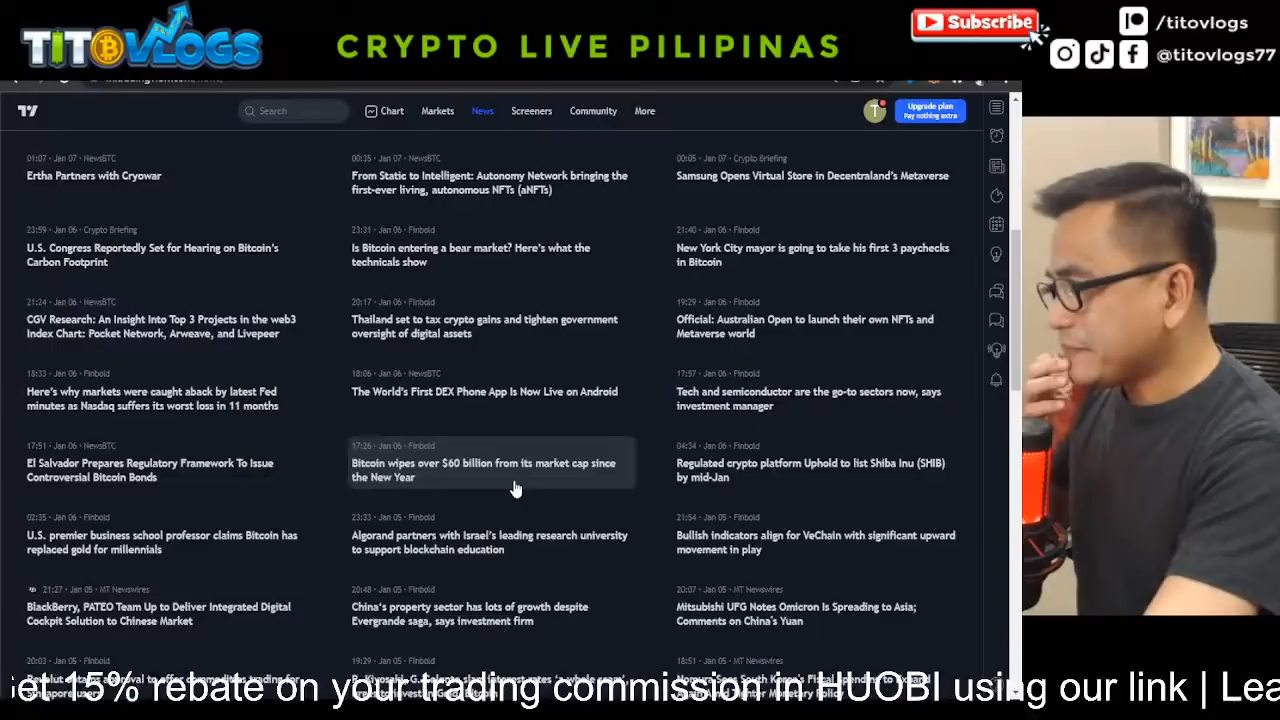 TITOVLOGS
CRYPTO LIVE PILIPINAS
Subscribe
/titovlogs
@titovlogs77
Search
Chart
Markets
News
Screeners
Community
More
T
Upgrade plan
Pay nothing extra
01:07 · Jan 07 · NewsBTC
Ertha Partners with Cryowar
00:35 · Jan 07 · NewsBTC
From Static to Intelligent: Autonomy Network bringing the
first-ever living, autonomous NFTs (aNFTs)
00:05 · Jan 07 · Crypto Briefing
Samsung Opens Virtual Store in Decentraland's Metaverse
23:59 · Jan 06 · Crypto Briefing
U.S. Congress Reportedly Set for Hearing on Bitcoin's
Carbon Footprint
23:31 · Jan 06 · Finbold
Is Bitcoin entering a bear market? Here's what the
technicals show
21:40 · Jan 06 · Finbold
New York City mayor is going to take his first 3 paychecks
in Bitcoin
21:24 · Jan 06 · NewsBTC
CGV Research: An Insight Into Top 3 Projects in the web3
Index Chart: Pocket Network, Arweave, and Livepeer
20:17 · Jan 06 · Finbold
Thailand set to tax crypto gains and tighten government
oversight of digital assets
19:29 · Jan 06 · Finbold
Official: Australian Open to launch their own NFTs and
Metaverse world
18:33 · Jan 06 · Finbold
Here's why markets were caught aback by latest Fed
minutes as Nasdaq suffers its worst loss in 11 months
18:06 · Jan 06 · NewsBTC
The World's First DEX Phone App Is Now Live on Android
17:57 · Jan 06 · Finbold
Tech and semiconductor are the go-to sectors now, says
investment manager
17:51 · Jan 06 · NewsBTC
El Salvador Prepares Regulatory Framework To Issue
Controversial Bitcoin Bonds
17:26 · Jan 06 · Finbold
Bitcoin wipes over $60 billion from its market cap since
the New Year
04:34 · Jan 06 · Finbold
Regulated crypto platform Uphold to list Shiba Inu (SHIB)
by mid-Jan
02:35 · Jan 06 · Finbold
U.S. premier business school professor claims Bitcoin has
replaced gold for millennials
23:33 · Jan 05 · Finbold
Algorand partners with Israel's leading research university
to support blockchain education
21:54 · Jan 05 · Finbold
Bullish indicators align for VeChain with significant upward
movement in play
21:27 · Jan 05 · MT Newswires
BlackBerry, PATEO Team Up to Deliver Integrated Digital
Cockpit Solution to Chinese Market
20:48 · Jan 05 · Finbold
China's property sector has lots of growth despite
Evergrande saga, says investment firm
20:07 · Jan 05 · MT Newswires
Mitsubishi UFG Notes Omicron Is Spreading to Asia;
Comments on China's Yuan
20:03 · Jan 05 · Finbold
19:29 · Jan 05 · Finbold
18:51 · Jan 05 · MT Newswires
et 15% rebate on your trading commission in HUOBI using our link | Lea